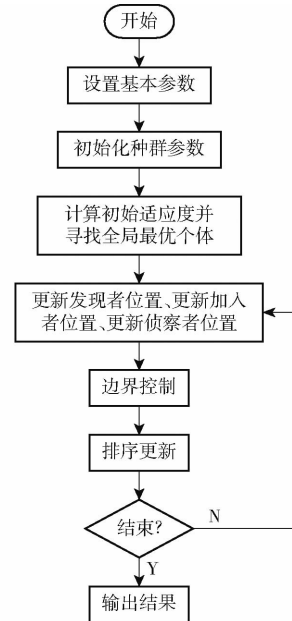 开始
设置基本参数
初始化种群参数
计算初始适应度并
寻找全局最优个体
更新发现者位置、更新加入
者位置、更新侦察者位置
边界控制
排序更新
结束?
N
Y
输出结果